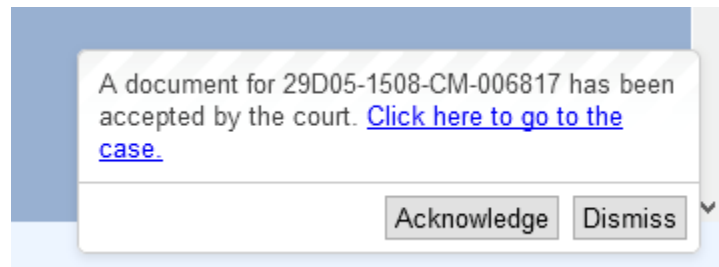 A document for 29D05-1508-CM-006817 has been
accepted by the court. Click here to go to the
case.
Acknowledge Dismiss